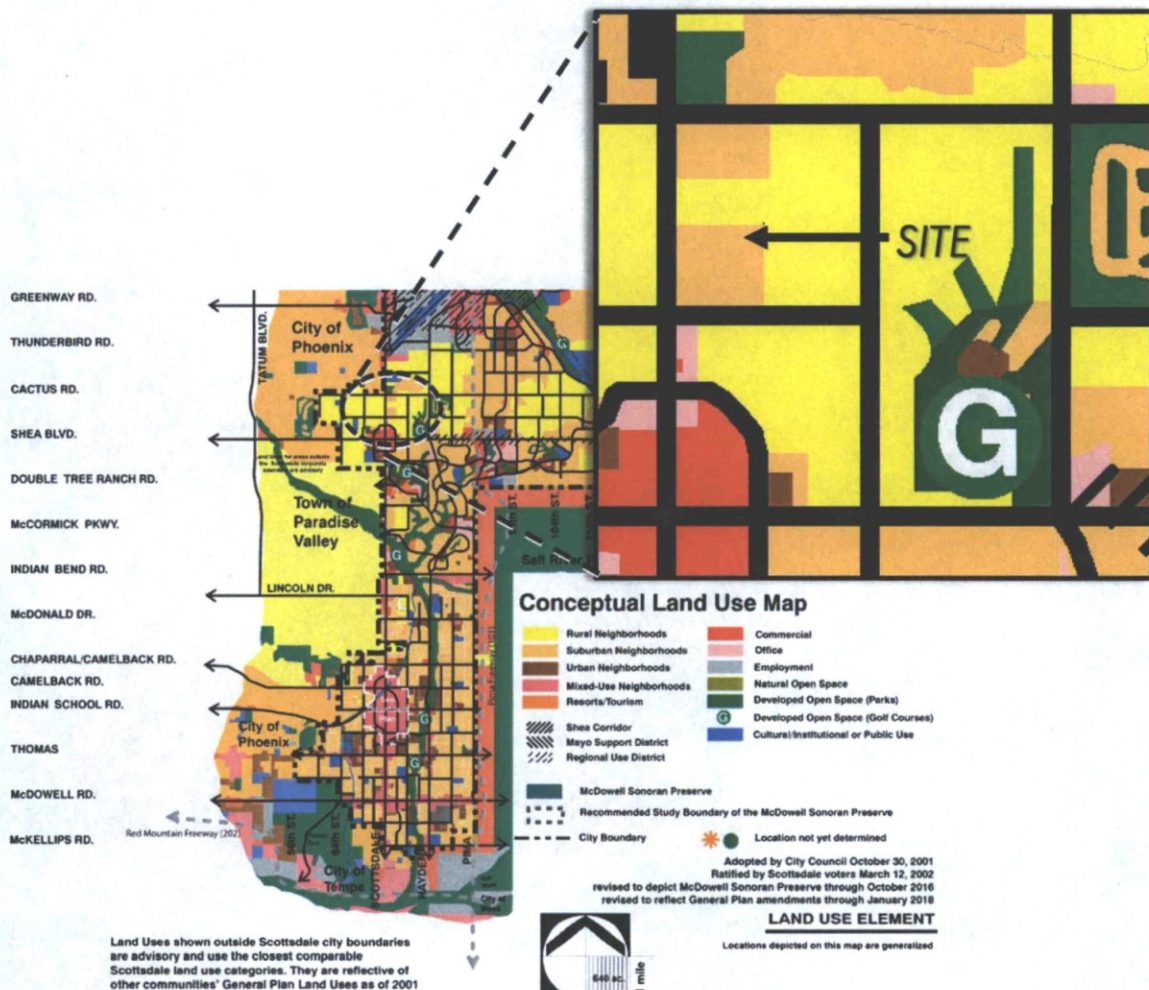 SITE
G
GREENWAY RD.
THUNDERBIRD RD.
CACTUS RD.
SHEA BLVD.
DOUBLE TREE RANCH RD.
McCORMICK PKWY.
INDIAN BEND RD.
McDONALD DR.
CHAPARRAL/CAMELBACK RD.
CAMELBACK RD.
INDIAN SCHOOL RD.
THOMAS
McDOWELL RD.
McKELLIPS RD.
TATUM BLVD.
City of
Phoenix
G
G
G
Town of
Paradise
Valley
G
LINCOLN DR.
104th ST.
Salt River
City of
Phoenix
G
G
56th ST.
64th ST.
SCOTTSDALE
HAYDEN
PIMA
Red Mountain Freeway (202)
City of
Tempe
Conceptual Land Use Map
Rural Neighborhoods
Suburban Neighborhoods
Urban Neighborhoods
Mixed-Use Neighborhoods
Resorts/Tourism
Shea Corridor
Mayo Support District
Regional Use District
Commercial
Office
Employment
Natural Open Space
Developed Open Space (Parks)
G Developed Open Space (Golf Courses)
Cultural/Institutional or Public Use
McDowell Sonoran Preserve
Recommended Study Boundary of the McDowell Sonoran Preserve
City Boundary
Location not yet determined
Adopted by City Council October 30, 2001
Ratified by Scottsdale voters March 12, 2002
revised to depict McDowell Sonoran Preserve through October 2016
revised to reflect General Plan amendments through January 2018
LAND USE ELEMENT
Locations depicted on this map are generalized
Land Uses shown outside Scottsdale city boundaries
are advisory and use the closest comparable
Scottsdale land use categories. They are reflective of
other communities' General Plan Land Uses as of 2001
640 ac.
mile